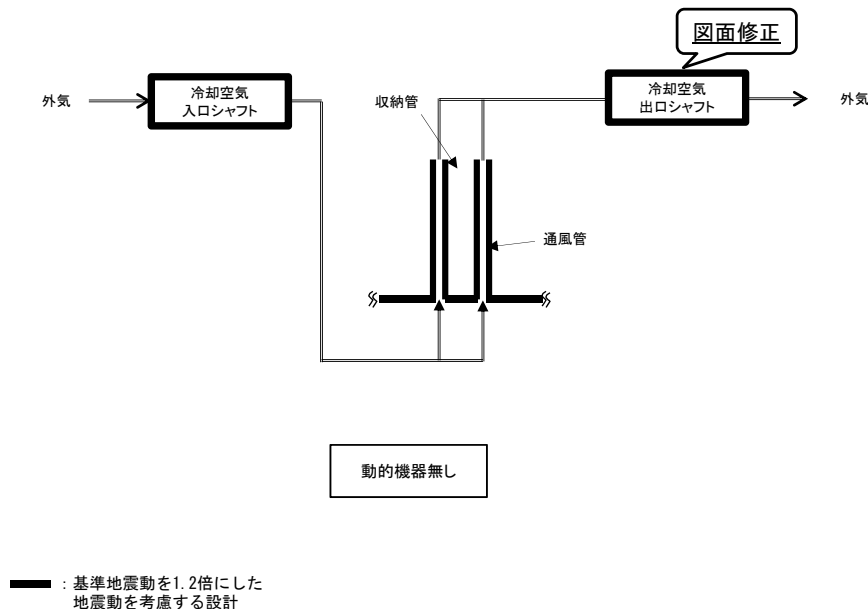 図面修正
外気
冷却空気
入口シャフト
収納管
冷却空気
出口シャフト
外気
通風管
動的機器無し
：基準地震動を1.2倍にした
地震動を考慮する設計